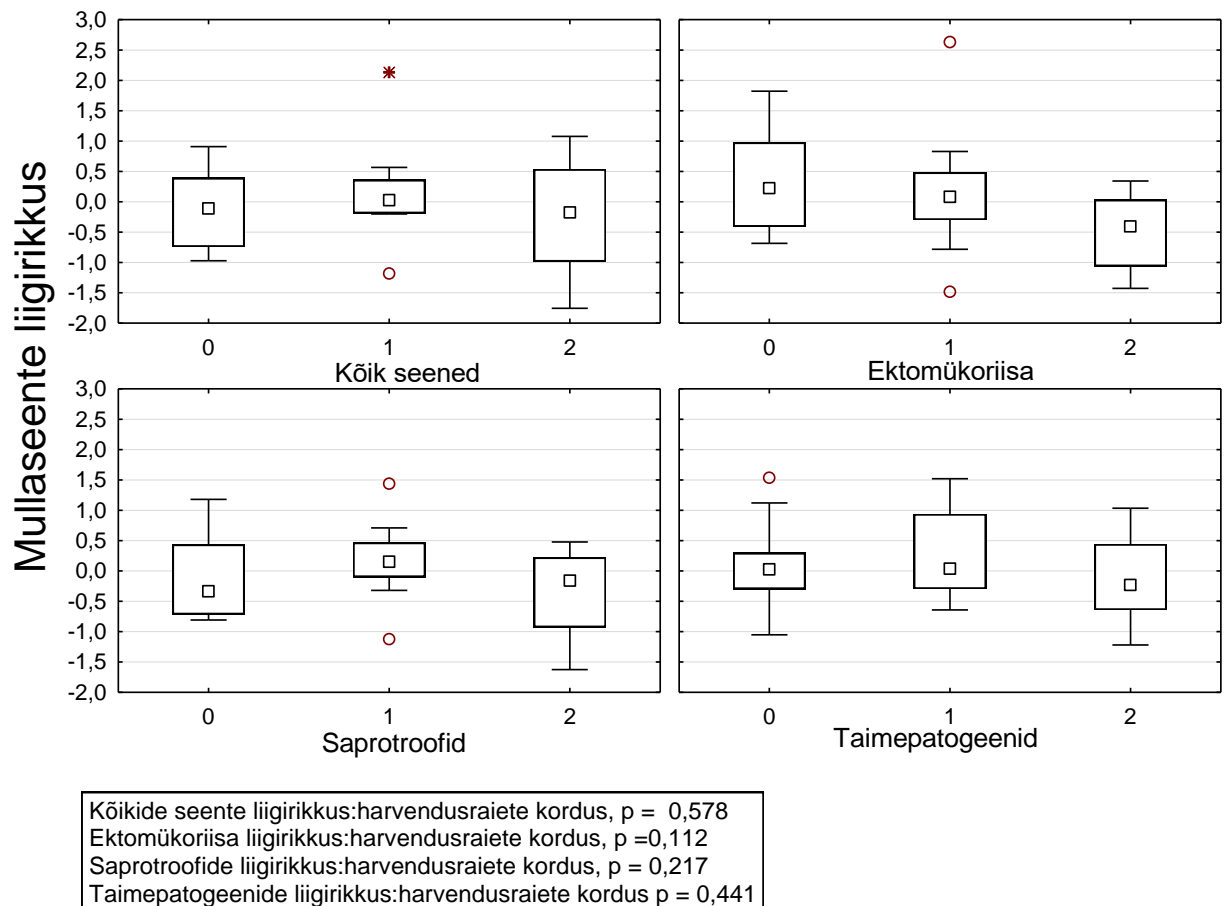 Mullaseente liigirikkus
3,0
2,5
2,0
1,5
1,0
0,5
0,0
-0,5
-1,0
-1,5
-2,0
0 1 2
Kõik seened
0 1 2
Ektomükoriisa
3,0
2,5
2,0
1,5
1,0
0,5
0,0
-0,5
-1,0
-1,5
-2,0
0 1 2
Saprotroofid
0 1 2
Taimepatogeenid
Kõikide seente liigirikkus:harvendusraiete kordus, p =  0,578
Ektomükoriisa liigirikkus:harvendusraiete kordus, p =0,112
Saprotroofide liigirikkus:harvendusraiete kordus, p = 0,217
Taimepatogeenide liigirikkus:harvendusraiete kordus p = 0,441